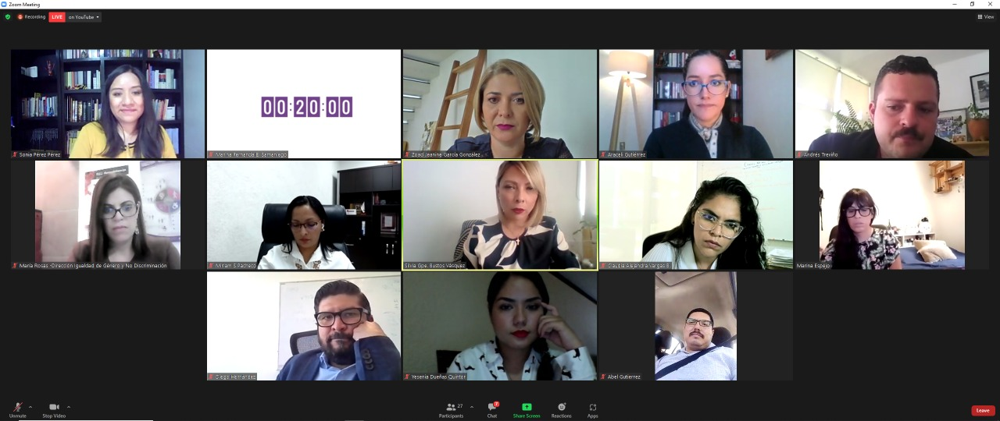 Zoom Meeting
Recording
LIVE
on YouTube
View
00:20:00
Sonia Pérez Pérez
Marina Fernanda E. Samaniego
Zoad Jeanine García González
Araceli Gutierrez
Andrés Treviño
María Rosas -Dirección Igualdad de Género y No Discriminación
Miriam S Pacheco
Silvia Gpe. Bustos Vásquez
Claudia Alejandra Vargas B.
Marina Espejo
Diego Hernández
Yesenia Dueñas Quintor
Abel Gutierrez
Unmute
Stop Video
Participants
27
Chat
7
Share Screen
Reactions
Apps
Leave